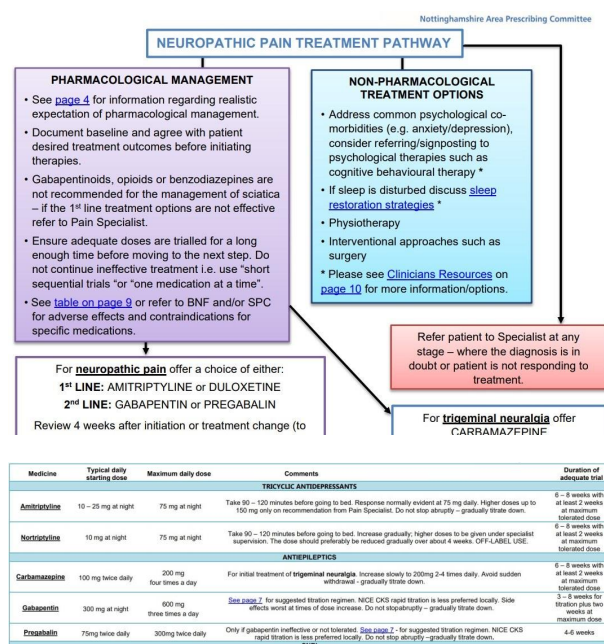 Nottinghamshire Area Prescribing Committee
NEUROPATHIC PAIN TREATMENT PATHWAY
PHARMACOLOGICAL MANAGEMENT
• See page 4 for information regarding realistic
expectation of pharmacological management.
• Document baseline and agree with patient
desired treatment outcomes before initiating
therapies.
• Gabapentinoids, opioids or benzodiazepines are
not recommended for the management of sciatica
– if the 1st line treatment options are not effective
refer to Pain Specialist.
• Ensure adequate doses are trialled for a long
enough time before moving to the next step. Do
not continue ineffective treatment i.e. use "short
sequential trials "or "one medication at a time".
• See table on page 9 or refer to BNF and/or SPC
for adverse effects and contraindications for
specific medications.
NON-PHARMACOLOGICAL
TREATMENT OPTIONS
• Address common psychological co-
morbidities (e.g. anxiety/depression),
consider referring/signposting to
psychological therapies such as
cognitive behavioural therapy *
• If sleep is disturbed discuss sleep
restoration strategies *
• Physiotherapy
• Interventional approaches such as
surgery
* Please see Clinicians Resources on
page 10 for more information/options.
Refer patient to Specialist at any
stage – where the diagnosis is in
doubt or patient is not responding to
treatment.
For neuropathic pain offer a choice of either:
1st LINE: AMITRIPTYLINE or DULOXETINE
2nd LINE: GABAPENTIN or PREGABALIN
Review 4 weeks after initiation or treatment change (to
For trigeminal neuralgia offer
CARBAMAZEPINE
Medicine Typical daily starting dose Maximum daily dose Comments Duration of adequate trial
TRICYCLIC ANTIDEPRESSANTS
Amitriptyline 10 – 25 mg at night 75 mg at night
Take 90 – 120 minutes before going to bed. Response normally evident at 75 mg daily. Higher doses up to
150 mg only on recommendation from Pain Specialist. Do not stop abruptly – gradually titrate down.
6 – 8 weeks with
at least 2 weeks
at maximum
tolerated dose
Nortriptyline 10 mg at night 75 mg at night
Take 90 – 120 minutes before going to bed. Increase gradually; higher doses to be given under specialist
supervision. The dose should preferably be reduced gradually over about 4 weeks. OFF-LABEL USE.
6 – 8 weeks with
at least 2 weeks
at maximum
tolerated dose
ANTIEPILEPTICS
Carbamazepine 100 mg twice daily
200 mg
four times a day
For initial treatment of trigeminal neuralgia. Increase slowly to 200mg 2-4 times daily. Avoid sudden
withdrawal - gradually titrate down.
6 – 8 weeks with
at least 2 weeks
at maximum
tolerated dose
Gabapentin 300 mg at night
600 mg
three times a day
See page 7 for suggested titration regimen. NICE CKS rapid titration is less preferred locally. Side
effects worst at times of dose increase. Do not stopabruptly – gradually titrate down.
3 – 8 weeks for
titration plus two
weeks at
maximum dose
Pregabalin 75mg twice daily 300mg twice daily
Only if gabapentin ineffective or not tolerated. See page 7 - for suggested titration regimen. NICE CKS
rapid titration is less preferred locally. Do not stop abruptly –gradually titrate down.
4-6 weeks